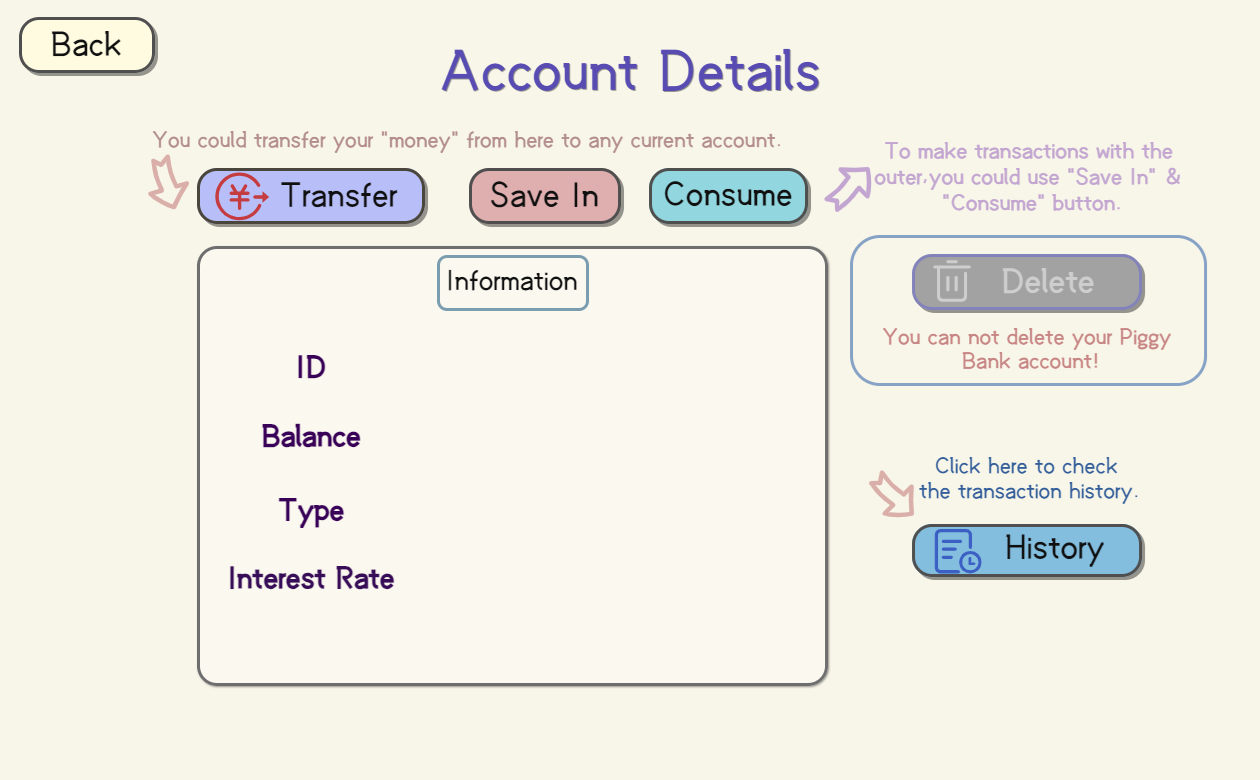 Back
Account Details
You could transfer your "money" from here to any current account.
Transfer
Save In
Consume
To make transactions with the
outer,you could use "Save In" &
"Consume" button.
Information
ID
Balance
Type
Interest Rate
Delete
You can not delete your Piggy
Bank account!
Click here to check
the transaction history.
History